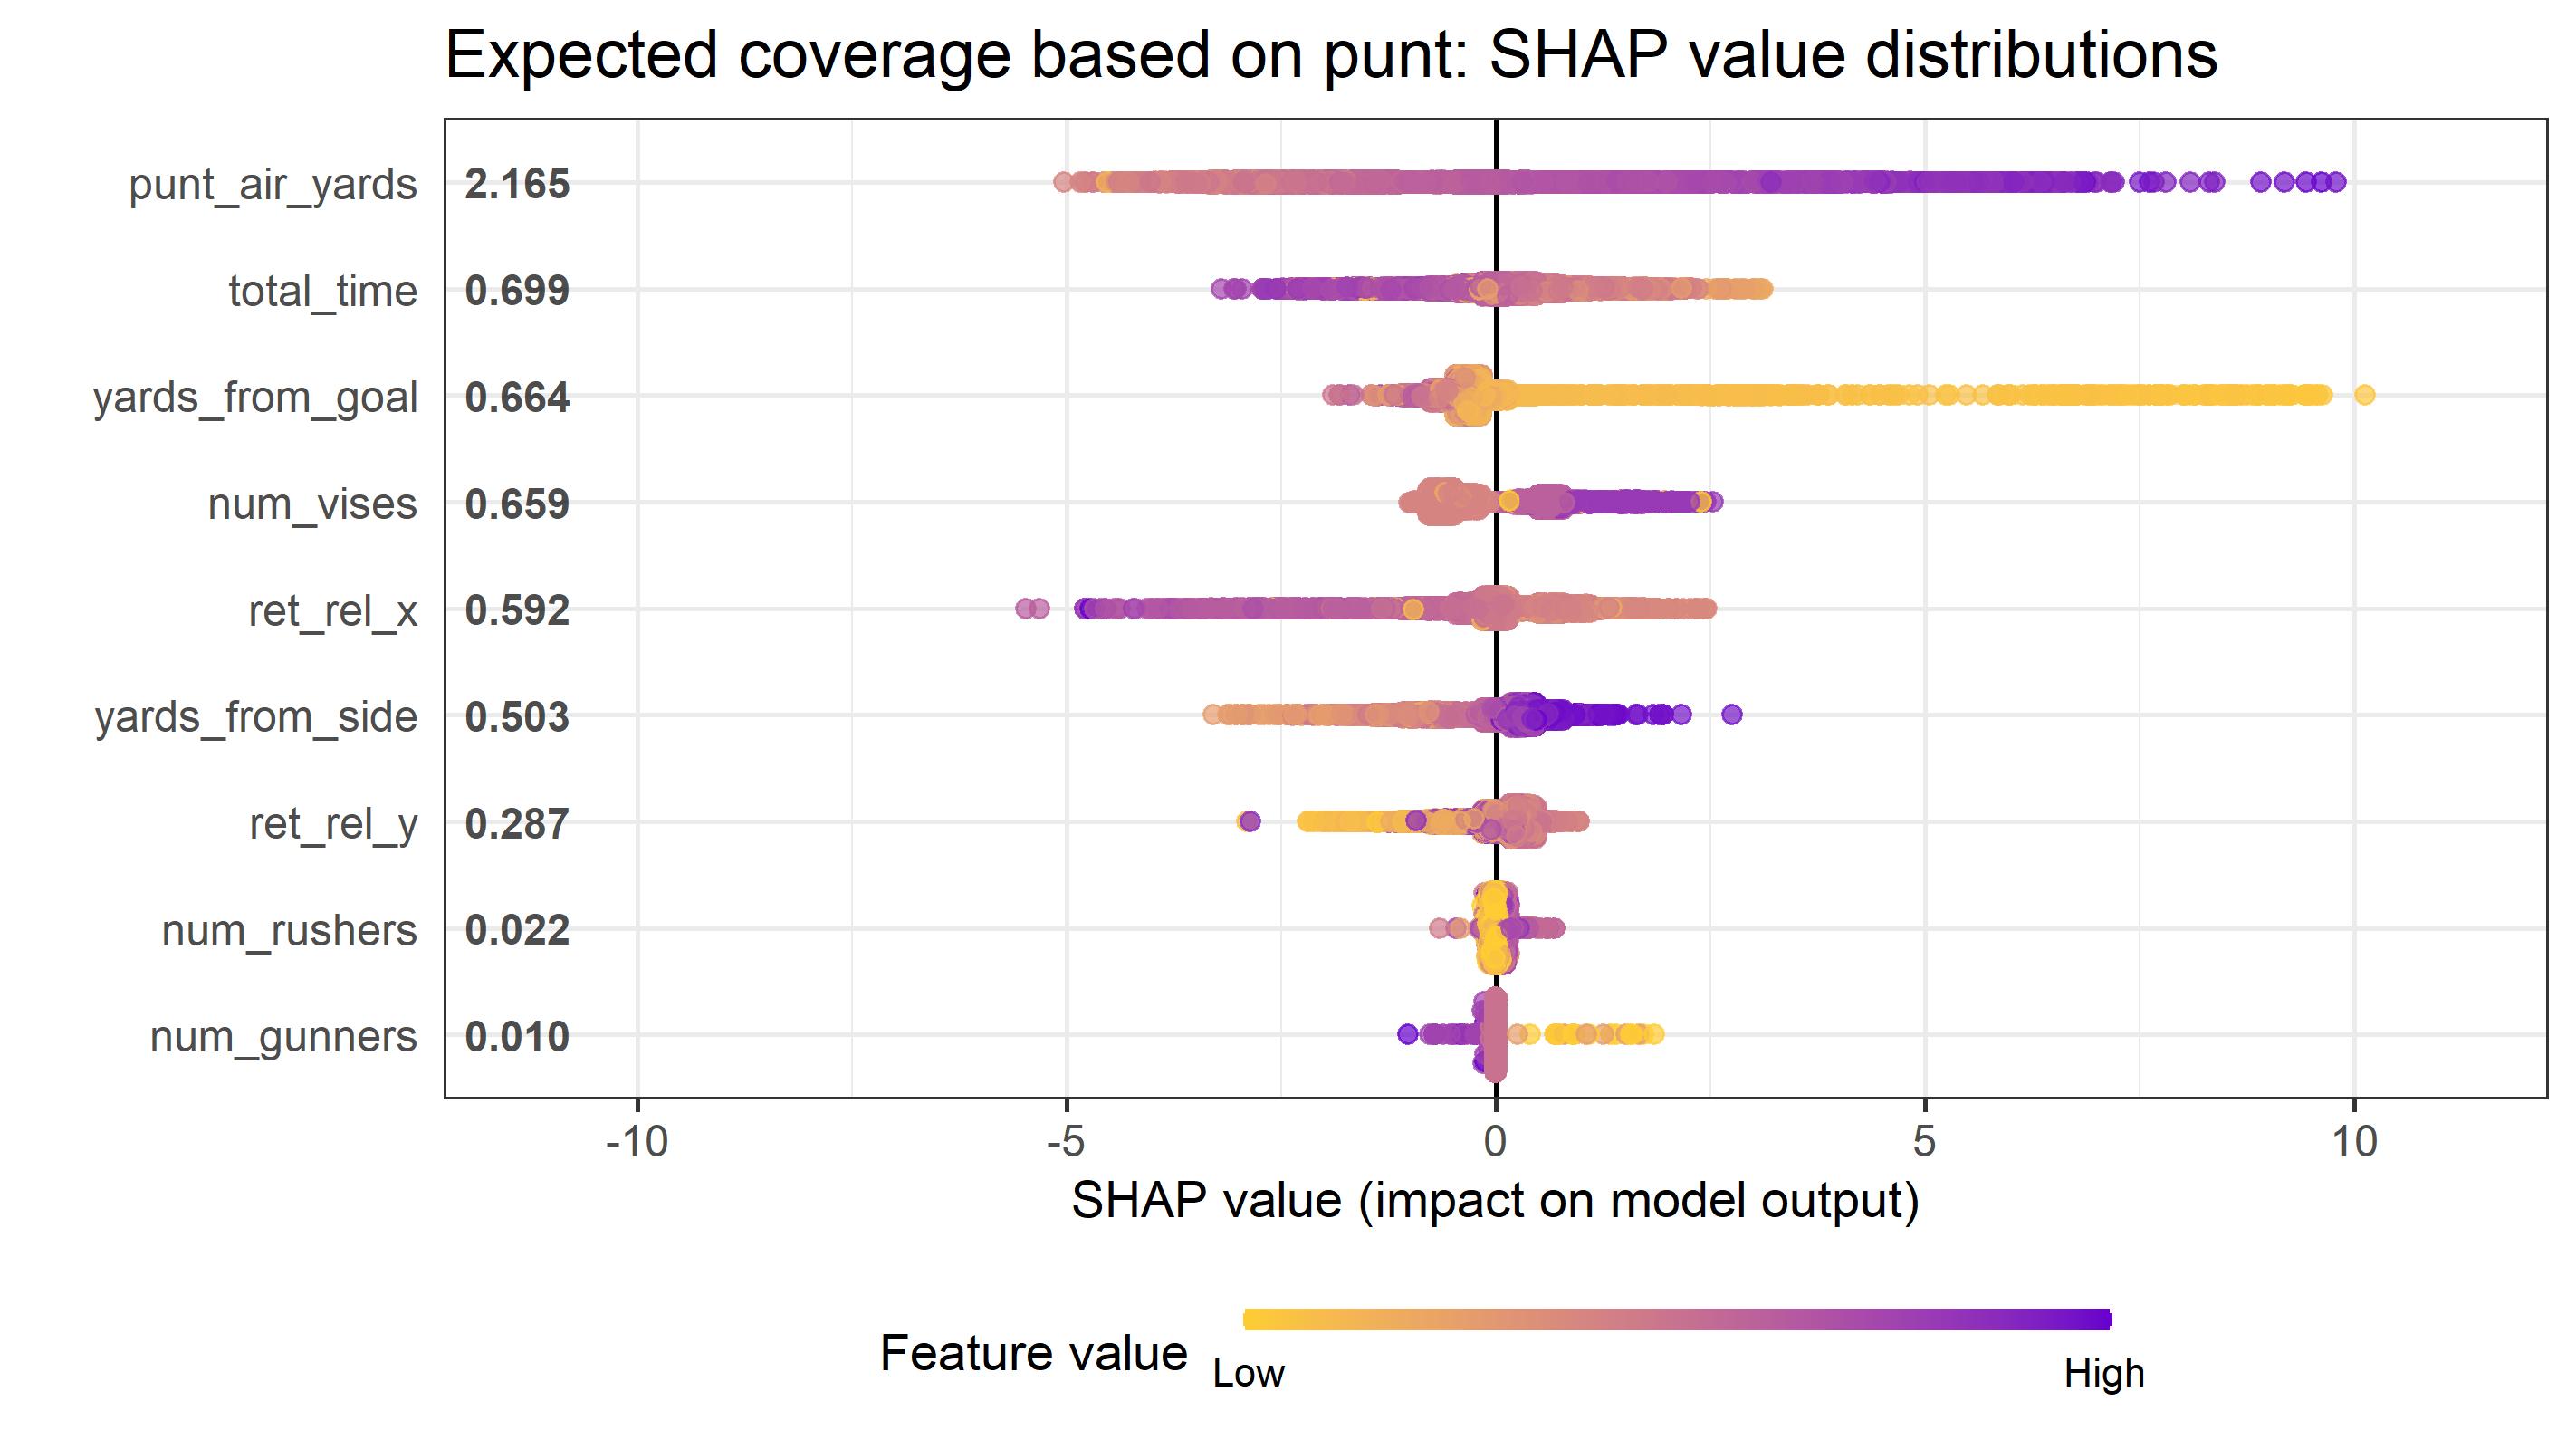 Expected coverage based on punt: SHAP value distributions
punt_air_yards 2.165
total_time 0.699
yards_from_goal 0.664
num_vises 0.659
ret_rel_x 0.592
yards_from_side 0.503
ret_rel_y 0.287
num_rushers 0.022
num_gunners 0.010
-10 -5 0 5 10
SHAP value (impact on model output)
Feature value Low High